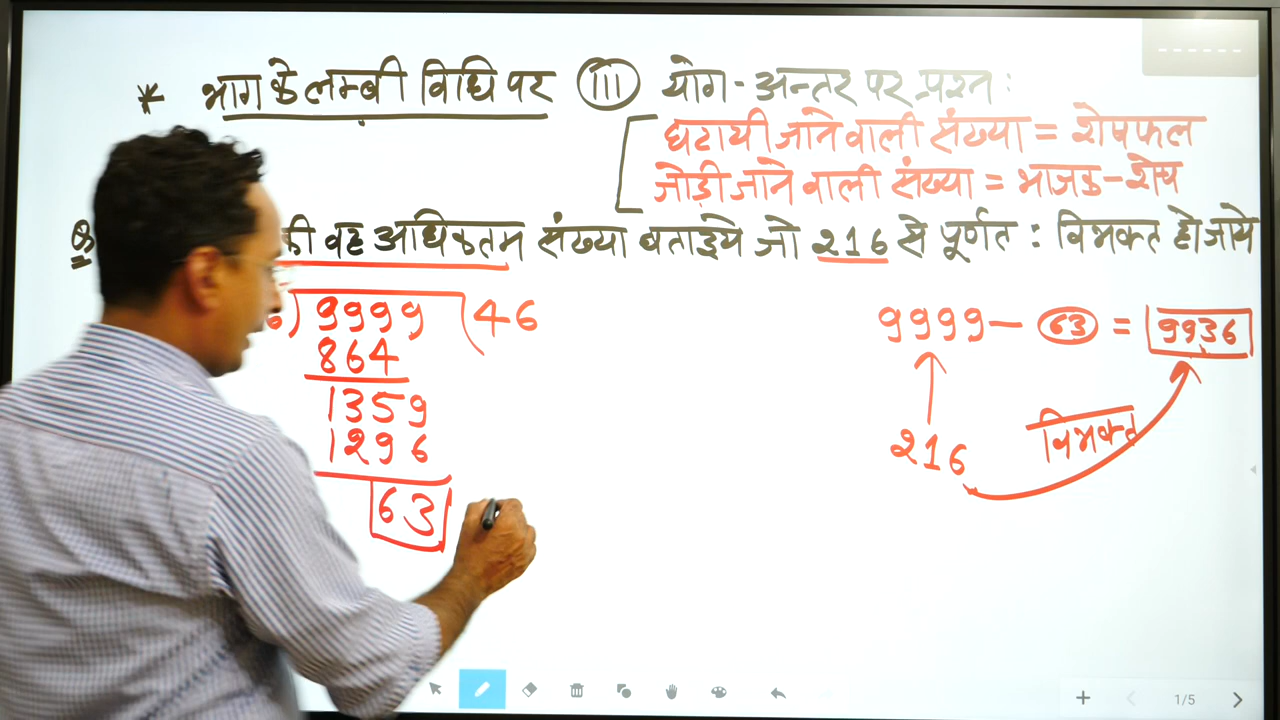 * भाग के लम्बी विधि पर (III) योग - अन्तर पर प्रश्न :
घटायी जाने वाली संख्या = शेषफल
जोड़ी जाने वाली संख्या = भाजक - शेष
की वह अधिकतम संख्या बताइये जो 216 से पूर्णत : विभक्त हो जाये
6) 9999 (46
864
1359
1296
63
9999 — 63 = 9936
216
विभक्त
1/5